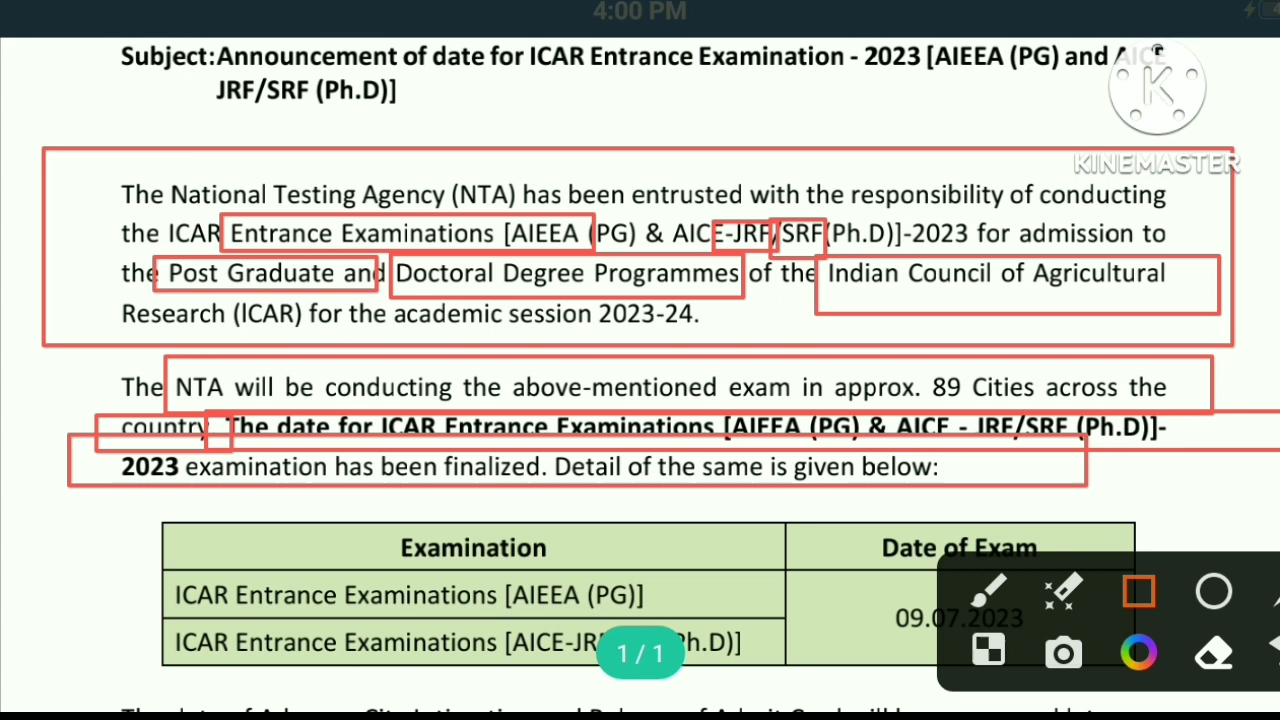 4:00 PM
Subject:Announcement of date for ICAR Entrance Examination - 2023 [AIEEA (PG) and AICE
JRF/SRF (Ph.D)]
K
KINEMASTER
The National Testing Agency (NTA) has been entrusted with the responsibility of conducting
the ICAR Entrance Examinations [AIEEA (PG) & AICE-JRF/SRF(Ph.D)]-2023 for admission to
the Post Graduate and Doctoral Degree Programmes of the Indian Council of Agricultural
Research (lCAR) for the academic session 2023-24.
The NTA will be conducting the above-mentioned exam in approx. 89 Cities across the
country. The date for ICAR Entrance Examinations [AIEEA (PG) & AICE - JRF/SRF (Ph.D)]-
2023 examination has been finalized. Detail of the same is given below:
Examination Date of Exam
ICAR Entrance Examinations [AIEEA (PG)]
09.07.2023
ICAR Entrance Examinations [AICE-JR Ph.D)]
1 / 1